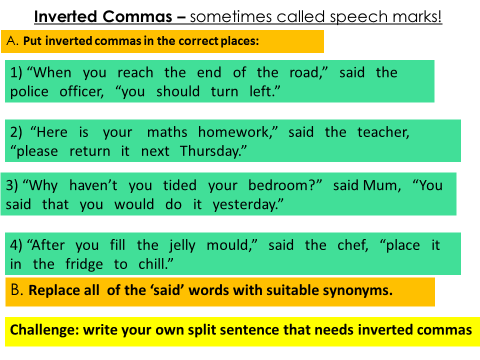 Inverted Commas – sometimes called speech marks!
A. Put inverted commas in the correct places:
1) “When you reach the end of the road,” said the
police officer, “you should turn left.”
2) “Here is your maths homework,” said the teacher,
“please return it next Thursday.”
3) “Why haven’t you tided your bedroom?” said Mum, “You
said that you would do it yesterday.”
4) “After you fill the jelly mould,” said the chef, “place it
in the fridge to chill.”
B. Replace all of the ‘said’ words with suitable synonyms.
Challenge: write your own split sentence that needs inverted commas